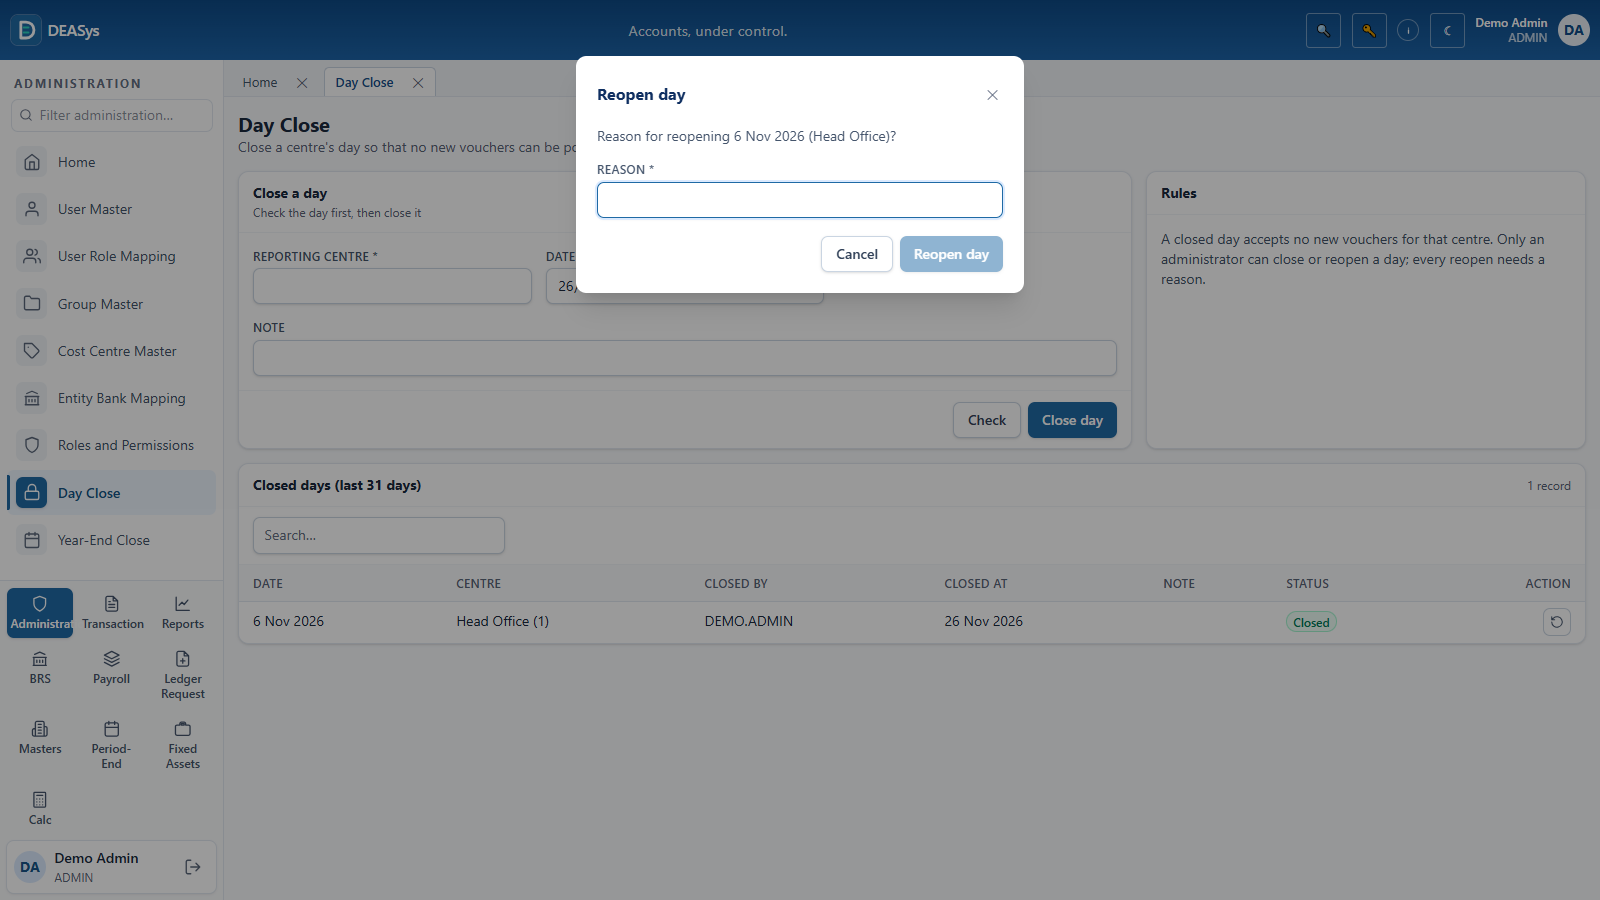 DEASys
Accounts, under control.
Demo Admin
ADMIN
DA
ADMINISTRATION
Filter administration...
Home
User Master
User Role Mapping
Group Master
Cost Centre Master
Entity Bank Mapping
Roles and Permissions
Day Close
Year-End Close
Administrat
Transaction
Reports
BRS
Payroll
Ledger
Request
Masters
Period-
End
Fixed
Assets
Calc
DA
Demo Admin
ADMIN
Home
Day Close
Day Close
Close a centre's day so that no new vouchers can be po
Close a day
Check the day first, then close it
REPORTING CENTRE *
DATE
26/
NOTE
Check
Close day
Rules
A closed day accepts no new vouchers for that centre. Only an
administrator can close or reopen a day; every reopen needs a
reason.
Reopen day
Reason for reopening 6 Nov 2026 (Head Office)?
REASON *
Cancel
Reopen day
Closed days (last 31 days)
1 record
Search...
DATE CENTRE CLOSED BY CLOSED AT NOTE STATUS ACTION
6 Nov 2026 Head Office (1) DEMO.ADMIN 26 Nov 2026 Closed